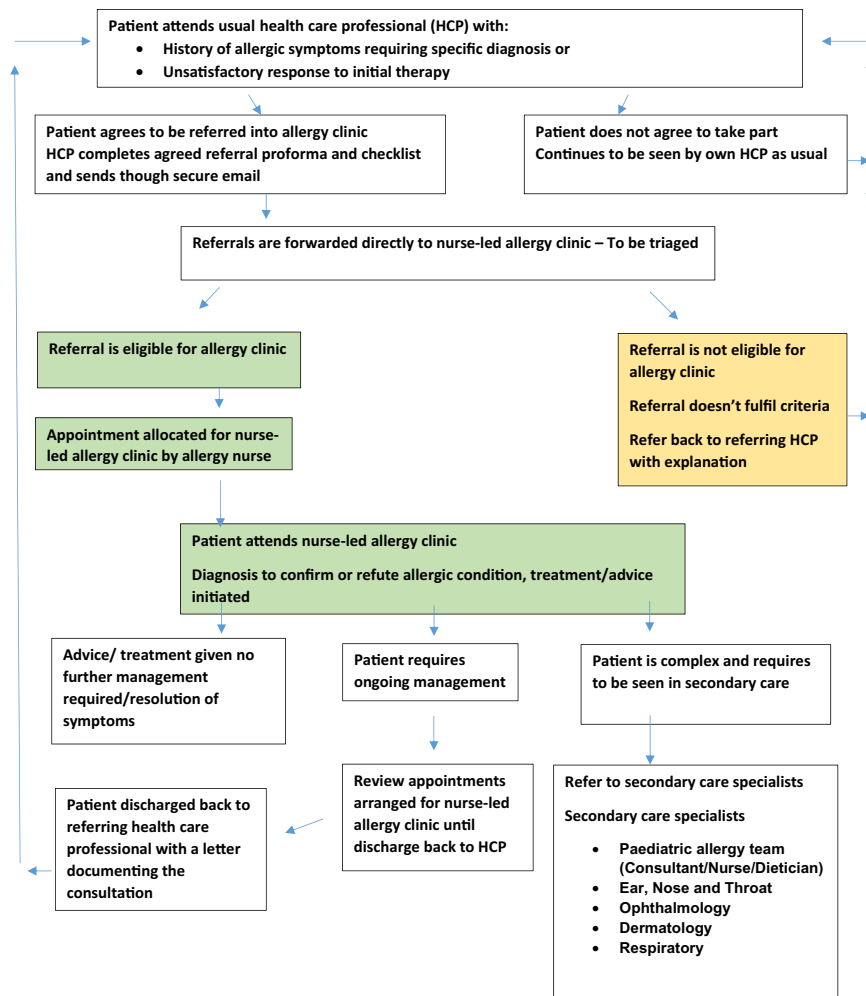 Patient attends usual health care professional (HCP) with:
• History of allergic symptoms requiring specific diagnosis or
• Unsatisfactory response to initial therapy
Patient agrees to be referred into allergy clinic
HCP completes agreed referral proforma and checklist
and sends though secure email
Patient does not agree to take part
Continues to be seen by own HCP as usual
Referrals are forwarded directly to nurse-led allergy clinic – To be triaged
Referral is eligible for allergy clinic
Referral is not eligible for
allergy clinic
Referral doesn't fulfil criteria
Refer back to referring HCP
with explanation
Appointment allocated for nurse-
led allergy clinic by allergy nurse
Patient attends nurse-led allergy clinic
Diagnosis to confirm or refute allergic condition, treatment/advice
initiated
Advice/ treatment given no
further management
required/resolution of
symptoms
Patient requires
ongoing management
Patient is complex and requires
to be seen in secondary care
Patient discharged back to
referring health care
professional with a letter
documenting the
consultation
Review appointments
arranged for nurse-led
allergy clinic until
discharge back to HCP
Refer to secondary care specialists
Secondary care specialists
• Paediatric allergy team
(Consultant/Nurse/Dietician)
• Ear, Nose and Throat
• Ophthalmology
• Dermatology
• Respiratory